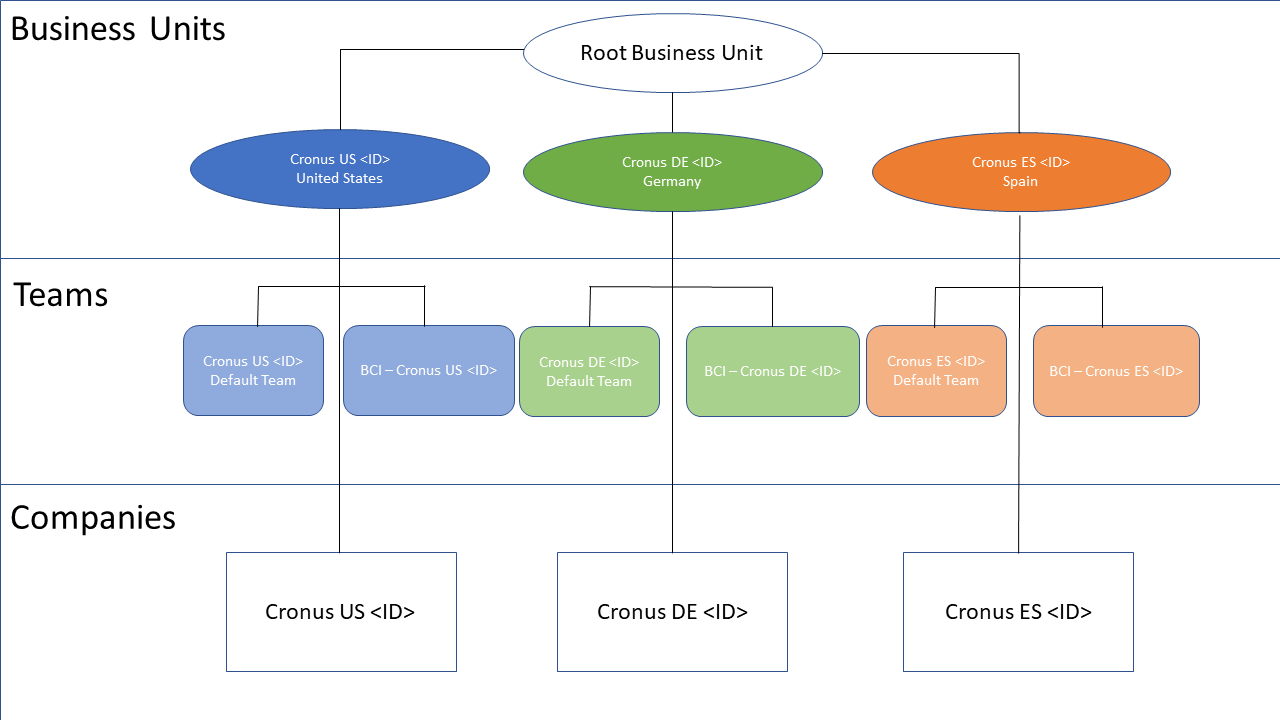 Business Units
Root Business Unit
Cronus US <ID>
United States
Cronus DE <ID>
Germany
Cronus ES <ID>
Spain
Teams
Cronus US <ID>
Default Team
BCI – Cronus US <ID>
Cronus DE <ID>
Default Team
BCI – Cronus DE <ID>
Cronus ES <ID>
Default Team
BCI – Cronus ES <ID>
Companies
Cronus US <ID>
Cronus DE <ID>
Cronus ES <ID>